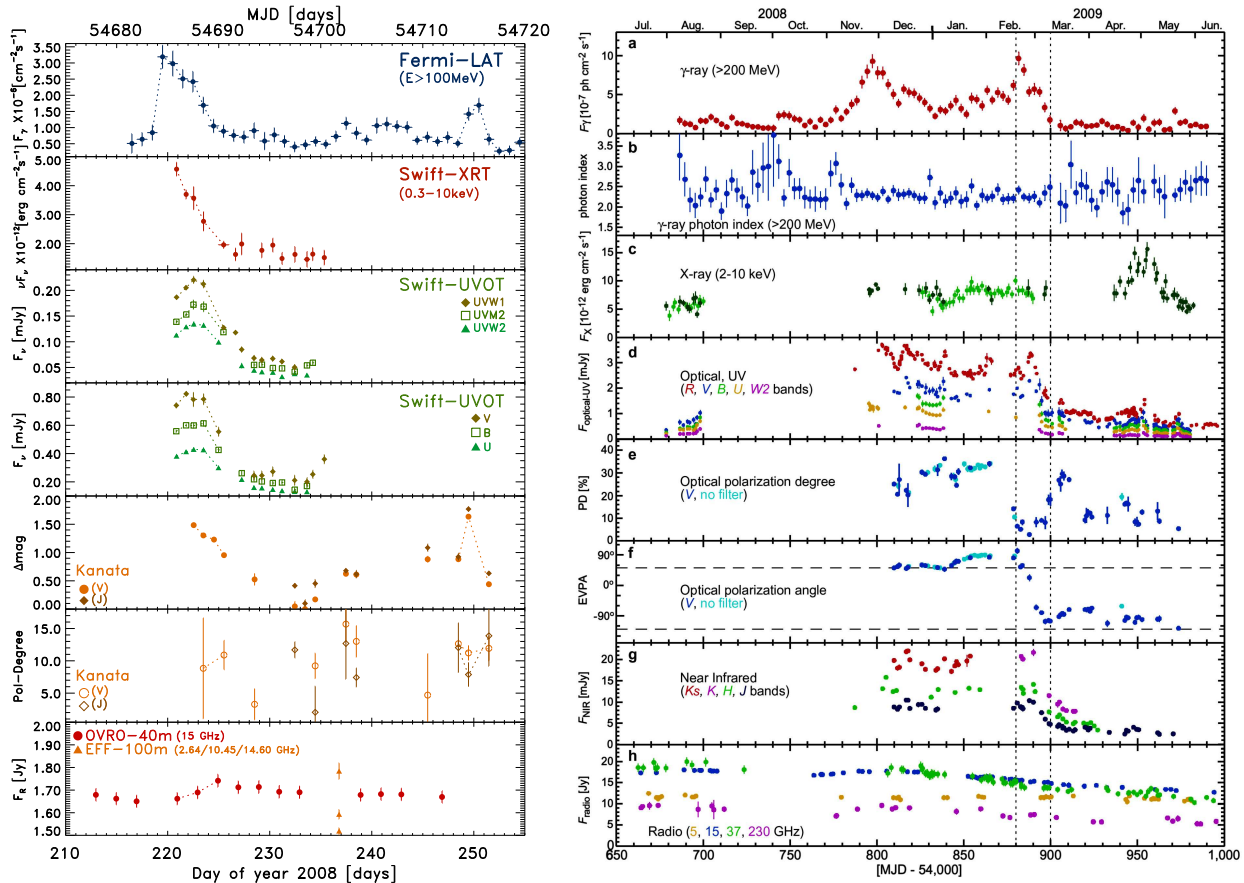 MJD [days]
54680 54690 54700 54710 54720
3.50
3.00
2.50
2.00
1.50
1.00
0.50
Fγ X10⁻⁶[cm⁻²s⁻¹]
Fermi-LAT
(E>100MeV)
5.00
4.00
3.00
2.00
νFν X10⁻¹²[erg cm⁻²s⁻¹]
Swift-XRT
(0.3-10keV)
0.20
0.15
0.10
0.05
Fν [mJy]
Swift-UVOT
UVW1
UVM2
UVW2
0.80
0.60
0.40
0.20
Fν [mJy]
Swift-UVOT
V
B
U
2.00
1.50
1.00
0.50
0.00
Δmag
Kanata
(V)
(J)
15.0
10.0
5.0
Pol-Degree
Kanata
(V)
(J)
2.00
1.90
1.80
1.70
1.60
1.50
F_R [Jy]
OVRO-40m (15 GHz)
EFF-100m (2.64/10.45/14.60 GHz)
210 220 230 240 250
Day of year 2008 [days]
2008 2009
Jul. Aug. Sep. Oct. Nov. Dec. Jan. Feb. Mar. Apr. May Jun.
a
γ-ray (>200 MeV)
10
5
0
Fγ [10⁻⁷ ph cm⁻² s⁻¹]
b
3.5
3.0
2.5
2.0
1.5
photon index
γ-ray photon index (>200 MeV)
c
X-ray (2-10 keV)
15
10
5
0
F_X [10⁻¹² erg cm⁻² s⁻¹]
d
Optical, UV
(R, V, B, U, W2 bands)
3
2
1
0
F_optical-UV [mJy]
e
Optical polarization degree
(V, no filter)
40
30
20
10
0
PD [%]
f
90°
0°
-90°
EVPA
Optical polarization angle
(V, no filter)
g
Near Infrared
(Ks, K, H, J bands)
20
15
10
5
0
F_NIR [mJy]
h
20
15
10
5
0
F_radio [Jy]
Radio (5, 15, 37, 230 GHz)
650 700 750 800 850 900 950 1,000
[MJD - 54,000]